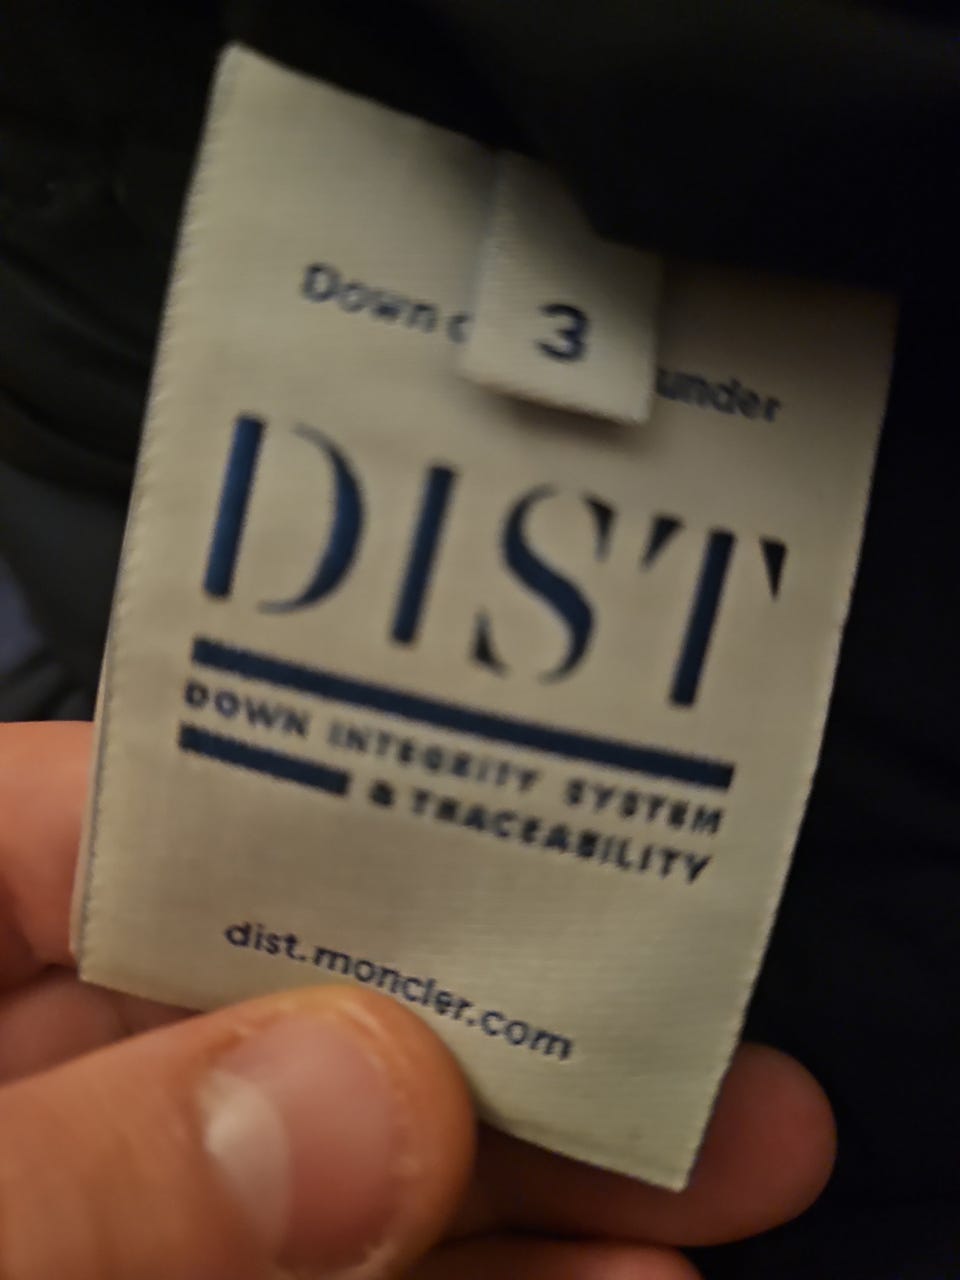 Down c under
3
DIST
DOWN INTEGRITY SYSTEM
& TRACEABILITY
dist.moncler.com